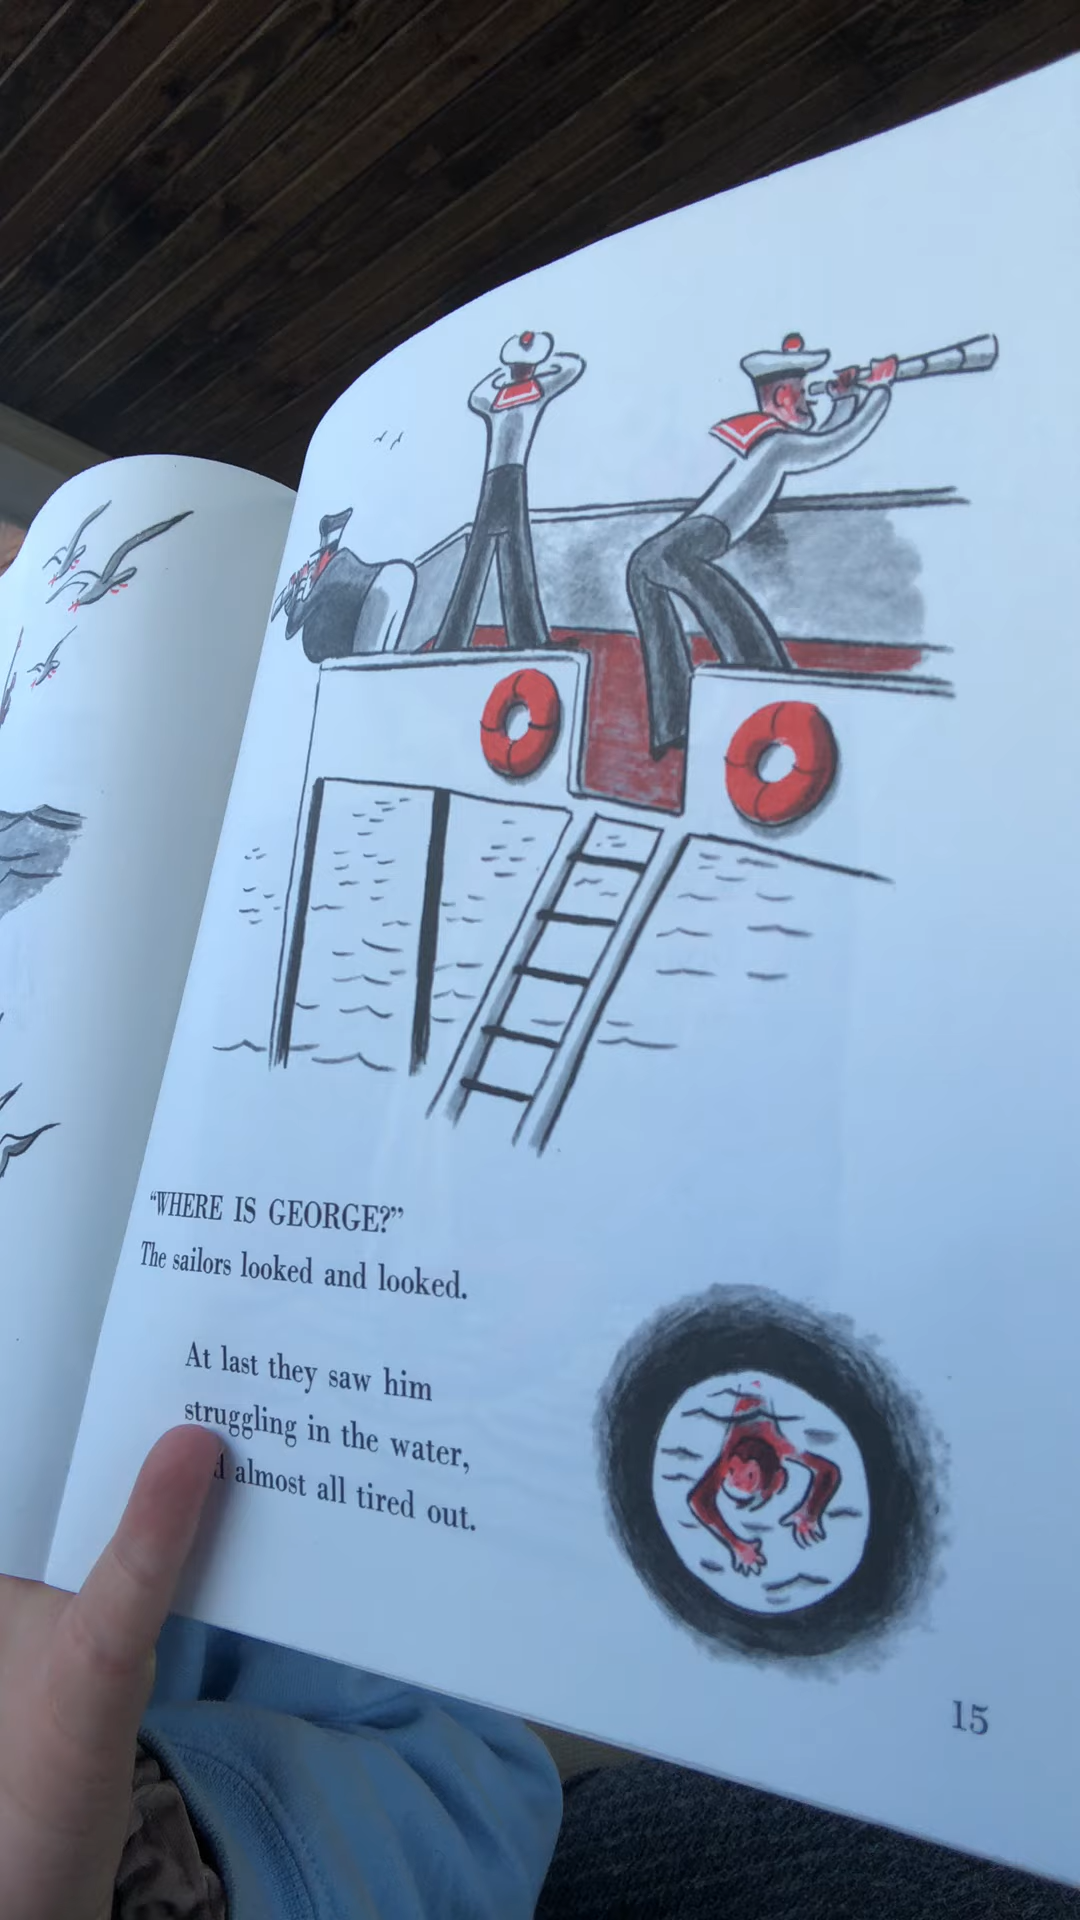 “WHERE IS GEORGE?”
The sailors looked and looked.
At last they saw him
struggling in the water,
almost all tired out.
15